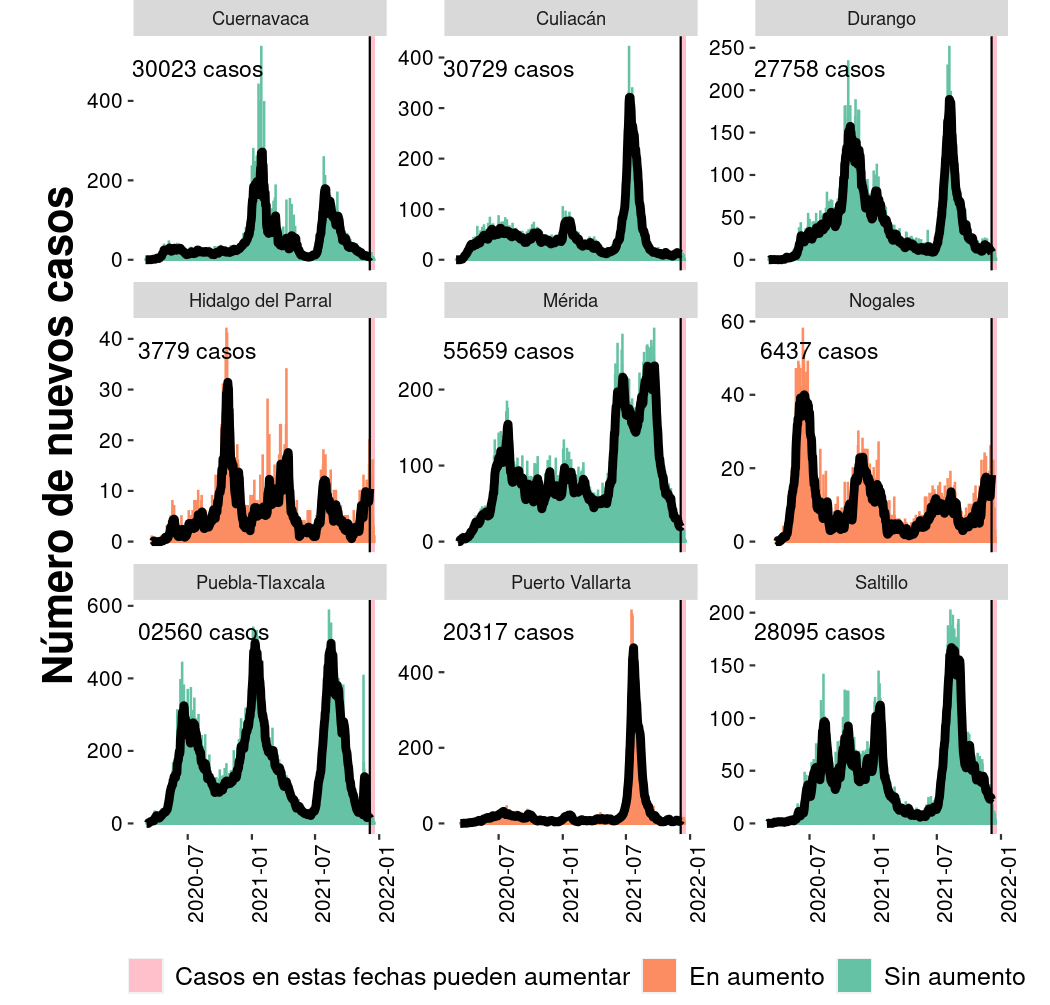 Número de nuevos casos
Cuernavaca
Culiacán
Durango
30023 casos
30729 casos
27758 casos
400
200
0
400
300
200
100
0
250
200
150
100
50
0
Hidalgo del Parral
Mérida
Nogales
3779 casos
55659 casos
6437 casos
40
30
20
10
0
200
100
0
60
40
20
0
Puebla-Tlaxcala
Puerto Vallarta
Saltillo
02560 casos
20317 casos
28095 casos
600
400
200
0
400
200
0
200
150
100
50
0
2020-07
2021-01
2021-07
2022-01
2020-07
2021-01
2021-07
2022-01
2020-07
2021-01
2021-07
2022-01
Casos en estas fechas pueden aumentar
En aumento
Sin aumento